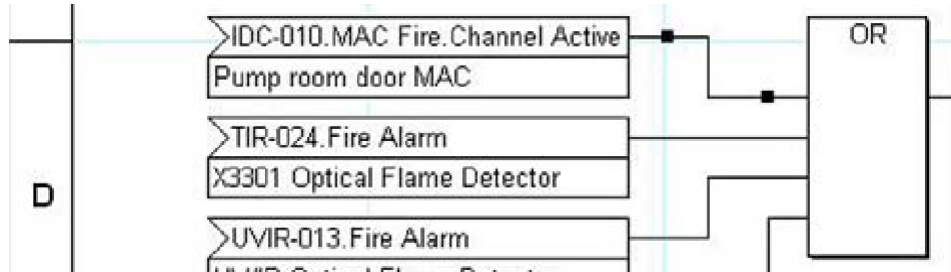 IDC-010.MAC Fire.Channel Active
OR
Pump room door MAC
TIR-024.Fire Alarm
X3301 Optical Flame Detector
D
UVIR-013.Fire Alarm